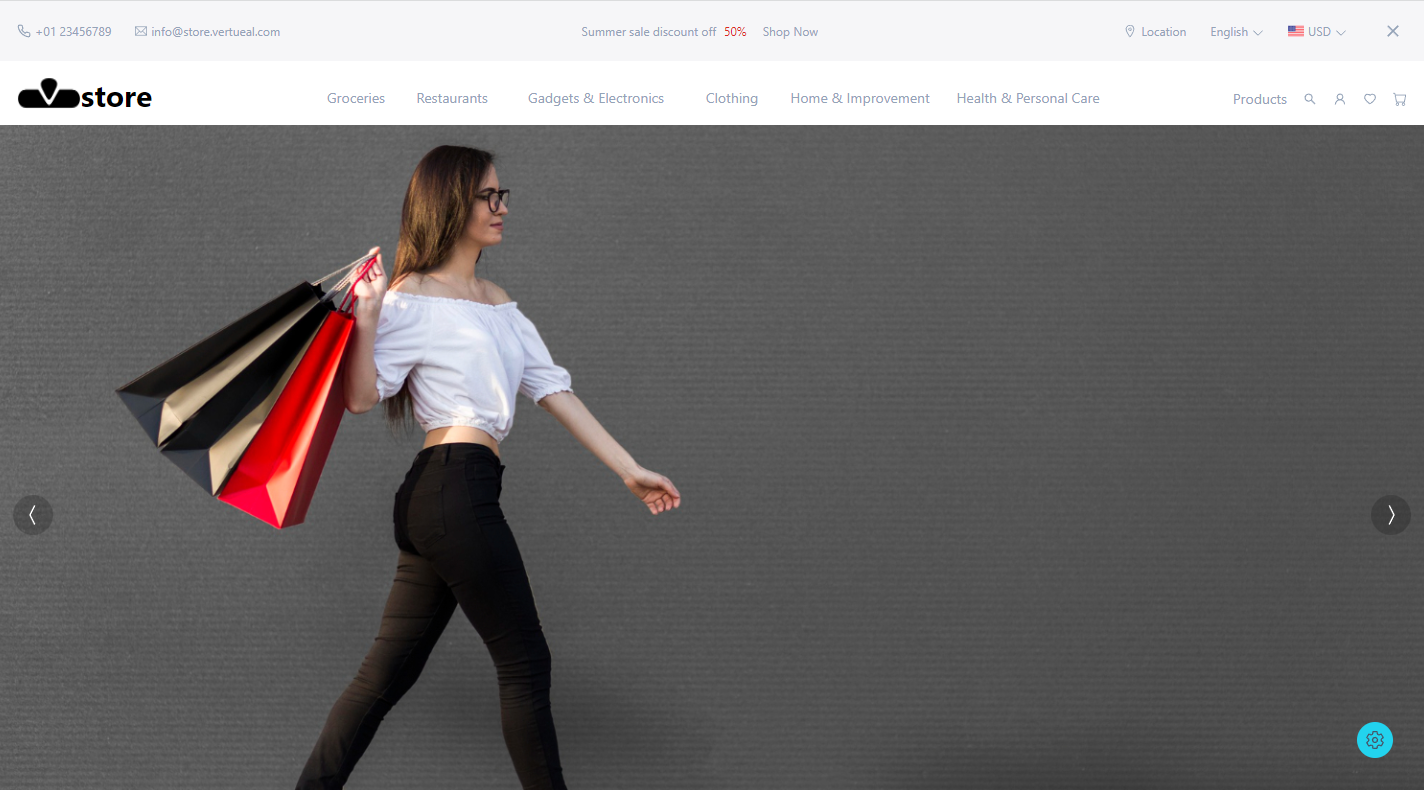 +01 23456789 info@store.vertueal.com Summer sale discount off 50% Shop Now Location English USD
store Groceries Restaurants Gadgets & Electronics Clothing Home & Improvement Health & Personal Care Products